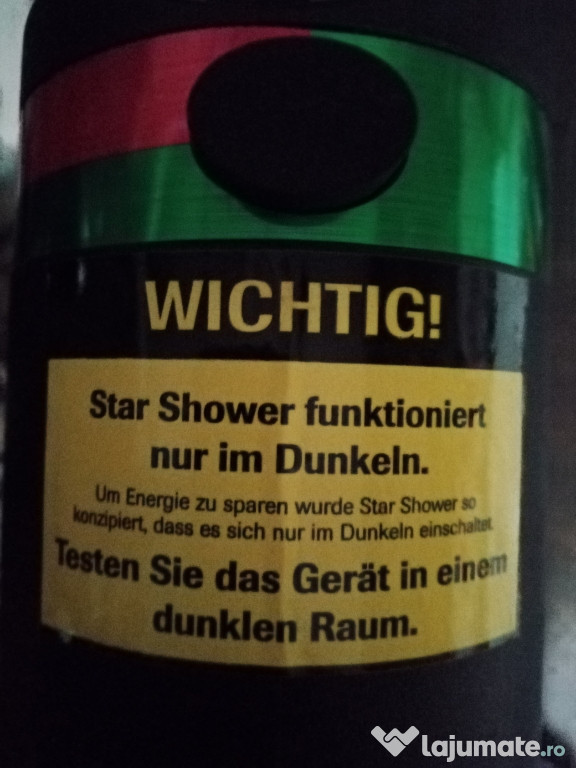 WICHTIG!
Star Shower funktioniert
nur im Dunkeln.
Um Energie zu sparen wurde Star Shower so
konzipiert, dass es sich nur im Dunkeln einschaltet.
Testen Sie das Gerät in einem
dunklen Raum.
lajumate.ro